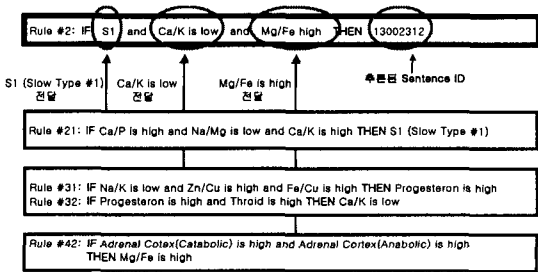 Rule #2: IF S1 and Ca/K is low and Mg/Fe high THEN 13002312
S1 (Slow Type #1) Ca/K is low Mg/Fe is high 추론된 Sentence ID
전달 전달 전달
Rule #21: IF Ca/P is high and Na/Mg is low and Ca/K is high THEN S1 (Slow Type #1)
Rule #31: IF Na/K is low and Zn/Cu is high and Fe/Cu is high THEN Progesteron is high
Rule #32: IF Progesteron is high and Throid is high THEN Ca/K is low
Rule #42: IF Adrenal Cotex(Catabolic) is high and Adrenal Cortex(Anabolic) is high
THEN Mg/Fe is high